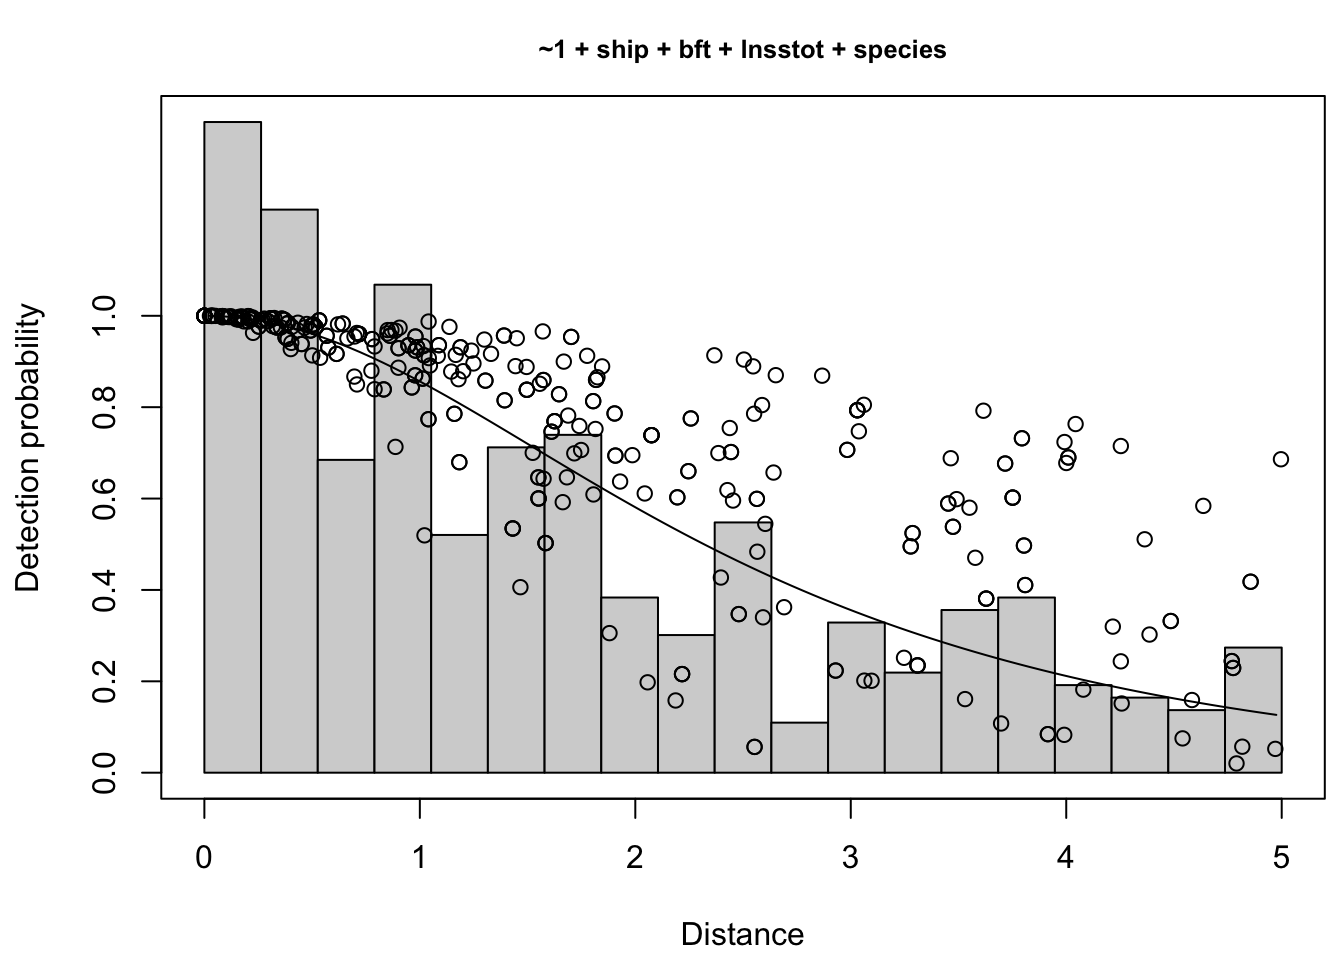 ~1 + ship + bft + lnsstot + species
Detection probability
1.0
0.8
0.6
0.4
0.2
0.0
0 1 2 3 4 5
Distance